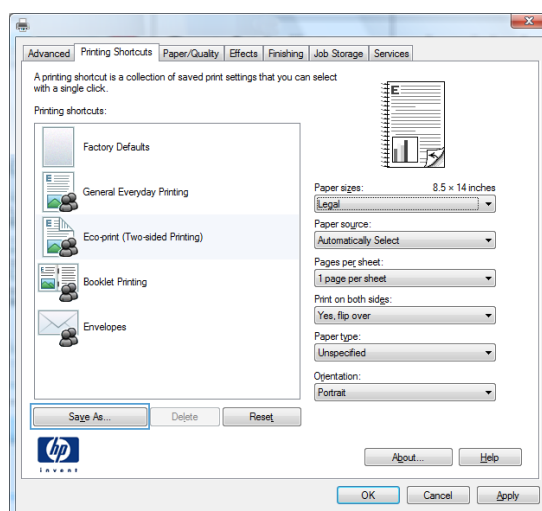 Advanced Printing Shortcuts Paper/Quality Effects Finishing Job Storage Services
A printing shortcut is a collection of saved print settings that you can select
with a single click.
Printing shortcuts:
Factory Defaults
General Everyday Printing
Eco-print (Two-sided Printing)
Booklet Printing
Envelopes
E
Paper sizes: 8.5 × 14 inches
Legal
Paper source:
Automatically Select
Pages per sheet:
1 page per sheet
Print on both sides:
Yes, flip over
Paper type:
Unspecified
Orientation:
Portrait
Save As... Delete Reset
hp
invent
About... Help
OK Cancel Apply